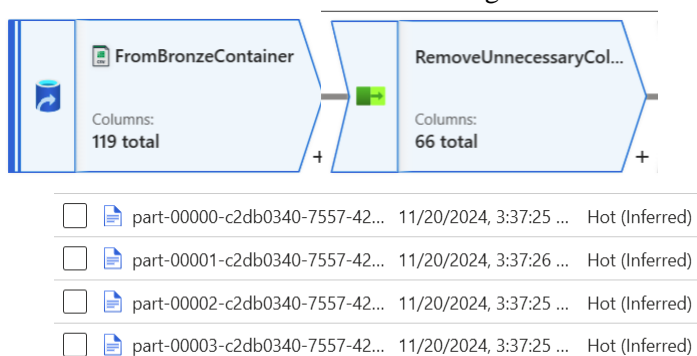 FromBronzeContainer
Columns:
119 total
+
RemoveUnnecessaryCol...
Columns:
66 total
+
part-00000-c2db0340-7557-42... 11/20/2024, 3:37:25 ... Hot (Inferred)
part-00001-c2db0340-7557-42... 11/20/2024, 3:37:26 ... Hot (Inferred)
part-00002-c2db0340-7557-42... 11/20/2024, 3:37:25 ... Hot (Inferred)
part-00003-c2db0340-7557-42... 11/20/2024, 3:37:25 ... Hot (Inferred)